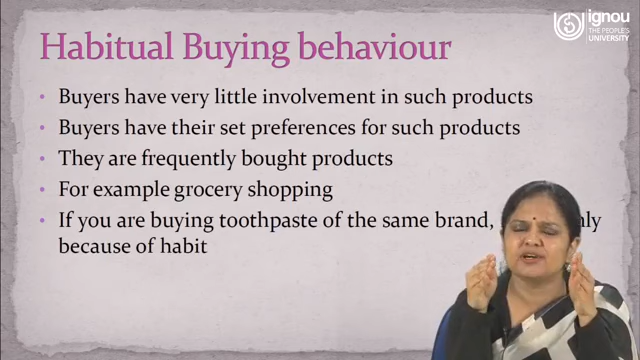 ignou
THE PEOPLE'S
UNIVERSITY
Habitual Buying behaviour
• Buyers have very little involvement in such products
• Buyers have their set preferences for such products
• They are frequently bought products
• For example grocery shopping
• If you are buying toothpaste of the same brand,
because of habit